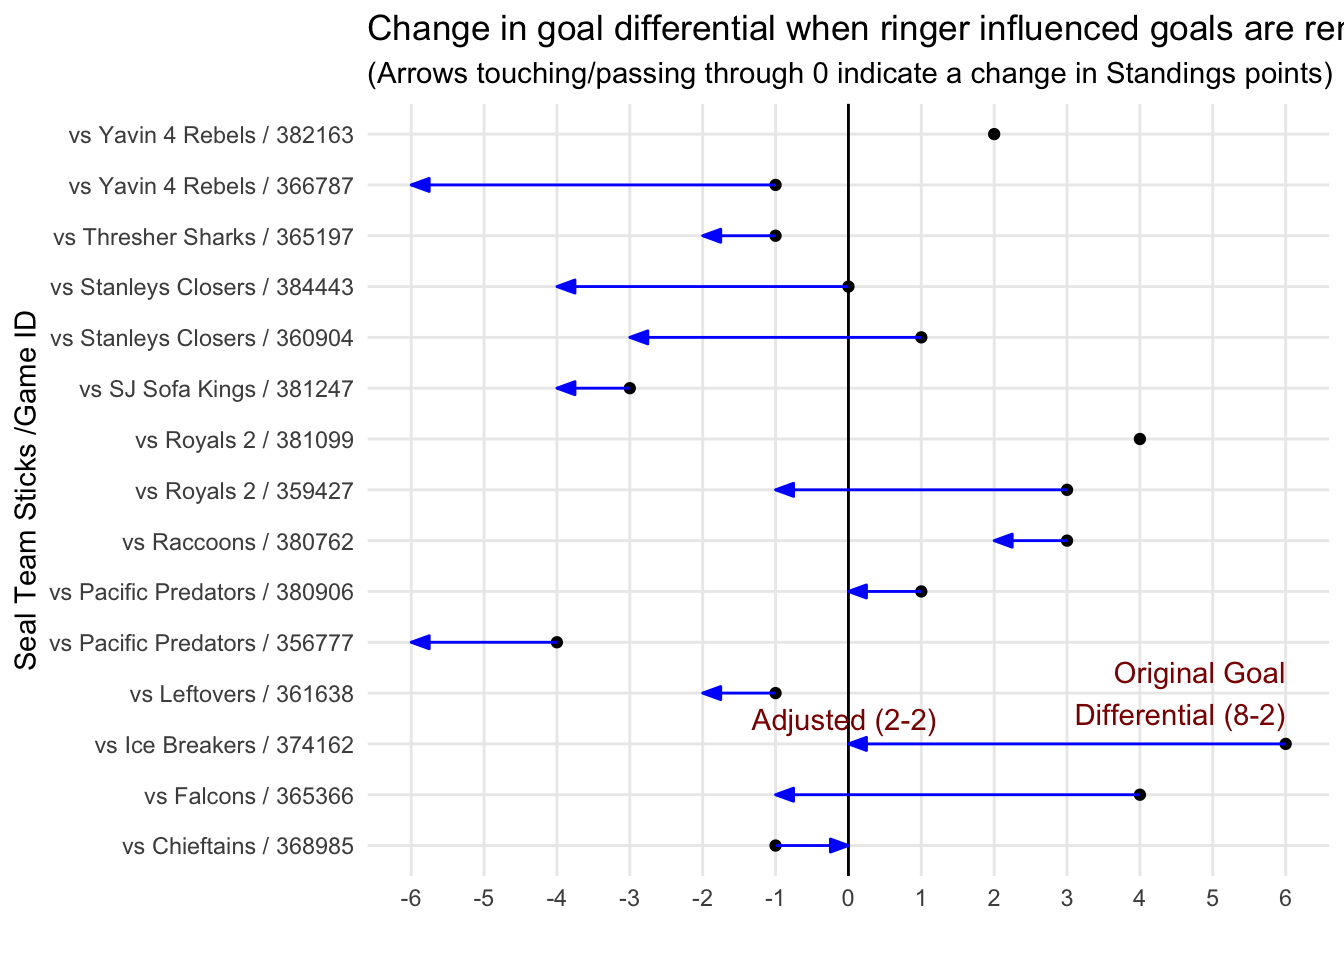 Change in goal differential when ringer influenced goals are
(Arrows touching/passing through 0 indicate a change in Standings points)
Seal Team Sticks /Game ID
vs Yavin 4 Rebels / 382163
vs Yavin 4 Rebels / 366787
vs Thresher Sharks / 365197
vs Stanleys Closers / 384443
vs Stanleys Closers / 360904
vs SJ Sofa Kings / 381247
vs Royals 2 / 381099
vs Royals 2 / 359427
vs Raccoons / 380762
vs Pacific Predators / 380906
vs Pacific Predators / 356777
vs Leftovers / 361638
vs Ice Breakers / 374162
vs Falcons / 365366
vs Chieftains / 368985
Original Goal
Differential (8-2)
Adjusted (2-2)
-6 -5 -4 -3 -2 -1 0 1 2 3 4 5 6